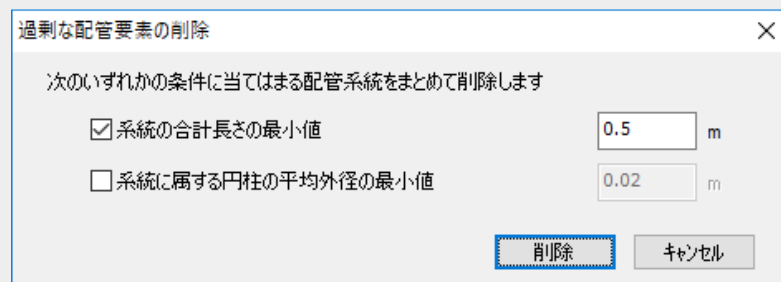 過剰な配管要素の削除
次のいずれかの条件に当てはまる配管系統をまとめて削除します
系統の合計長さの最小値 0.5 m
系統に属する円柱の平均外径の最小値 0.02 m
削除 キャンセル